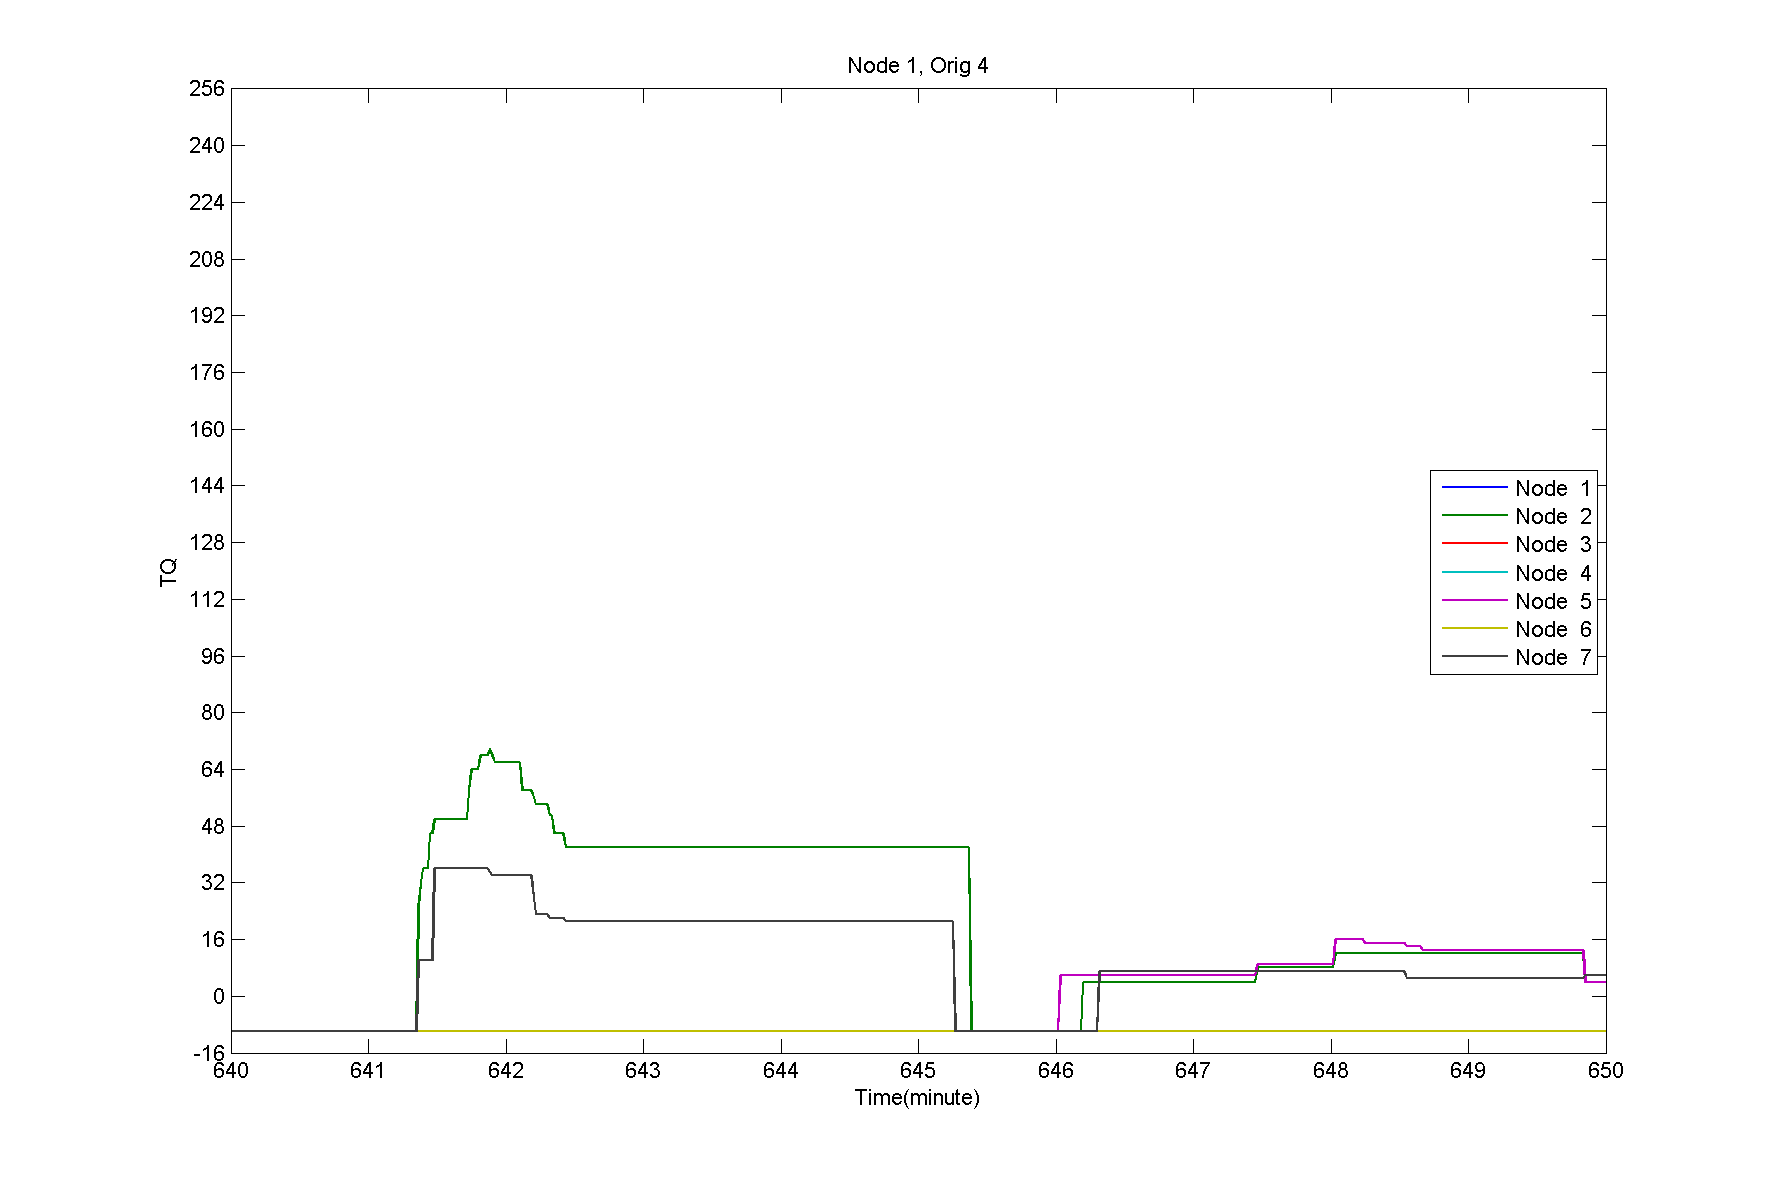 Node 1, Orig 4
256
240
224
208
192
176
160
144
128
112
96
80
64
48
32
16
0
-16
TQ
Node 1
Node 2
Node 3
Node 4
Node 5
Node 6
Node 7
640 641 642 643 644 645 646 647 648 649 650
Time(minute)